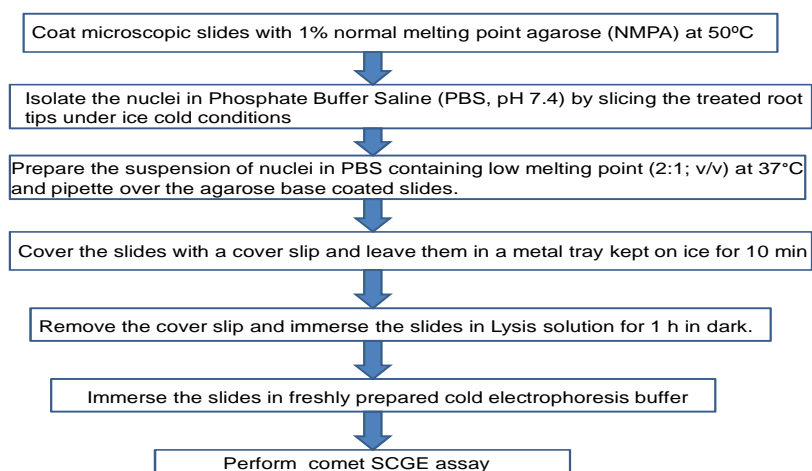 Coat microscopic slides with 1% normal melting point agarose (NMPA) at 50ºC
Isolate the nuclei in Phosphate Buffer Saline (PBS, pH 7.4) by slicing the treated root
tips under ice cold conditions
Prepare the suspension of nuclei in PBS containing low melting point (2:1; v/v) at 37°C
and pipette over the agarose base coated slides.
Cover the slides with a cover slip and leave them in a metal tray kept on ice for 10 min
Remove the cover slip and immerse the slides in Lysis solution for 1 h in dark.
Immerse the slides in freshly prepared cold electrophoresis buffer
Perform comet SCGE assay